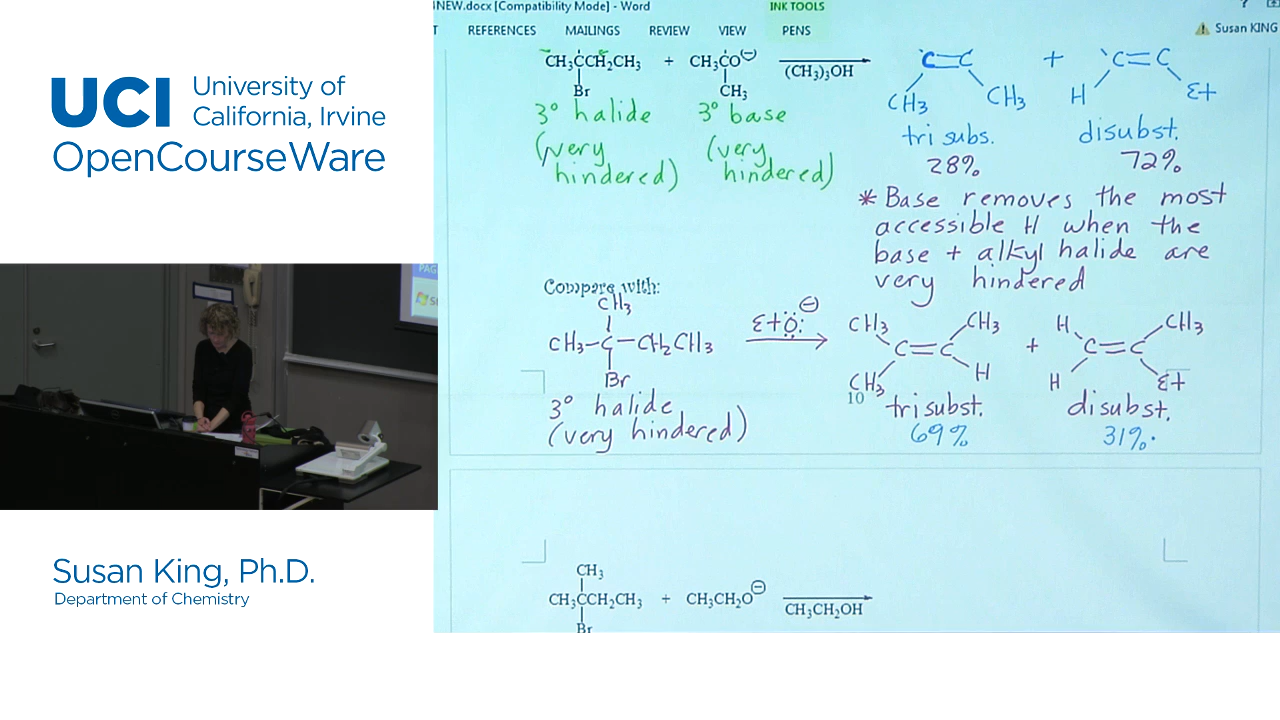 UCI University of
California, Irvine
OpenCourseWare
Susan King, Ph.D.
Department of Chemistry
NEW.docx [Compatibility Mode] - Word
INK TOOLS
REFERENCES MAILINGS REVIEW VIEW PENS
Susan KING
CH₃CCH₂CH₃ + CH₃CO⊖
Br
CH₃
(CH₃)₃OH
C=C + C=C
CH₃ CH₃ H Et
3° halide 3° base
(very (very
hindered) hindered)
tri subs. disubst.
28% 72%
* Base removes the most
accessible H when the
base + alkyl halide are
very hindered
Compare with:
CH₃
CH₃-C-CH₂CH₃
Br
EtO:⊖
CH₃ CH₃ H CH₃
C=C + C=C
CH₃ H H Et
10
3° halide
(very hindered)
trisubst. disubst.
69% 31%.
CH₃
CH₃CCH₂CH₃ + CH₃CH₂O⊖
Br
CH₃CH₂OH